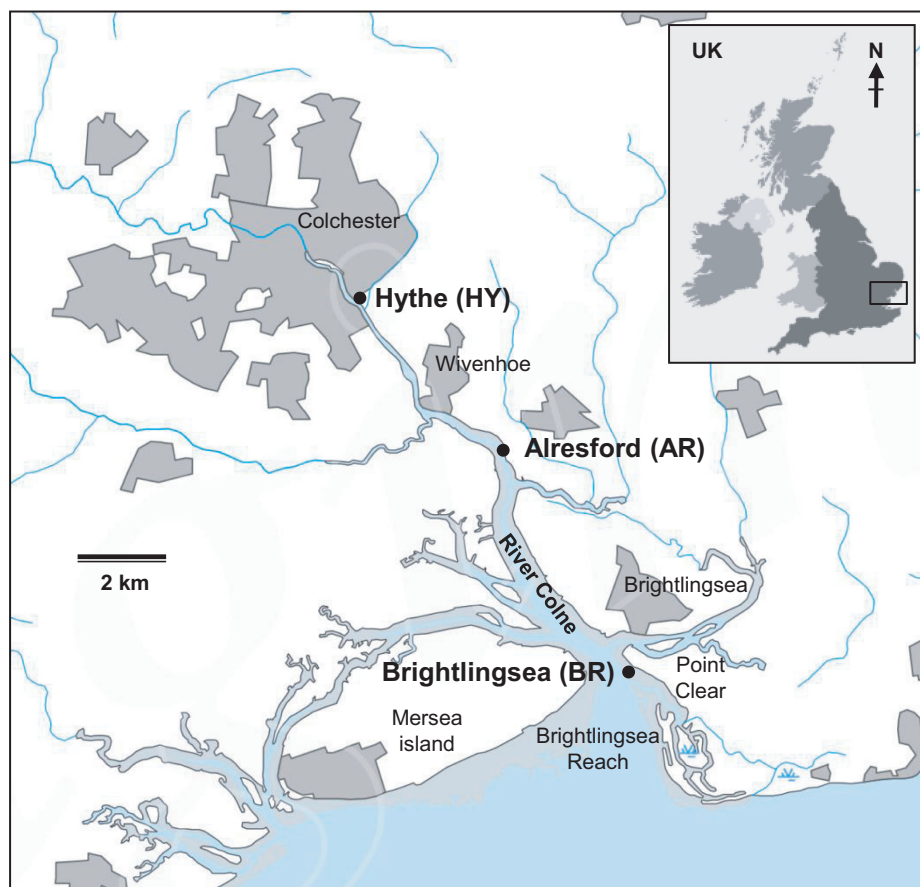 UK
N
Colchester
Hythe (HY)
Wivenhoe
Alresford (AR)
2 km
River Colne
Brightlingsea
Brightlingsea (BR)
Point
Clear
Mersea
island
Brightlingsea
Reach